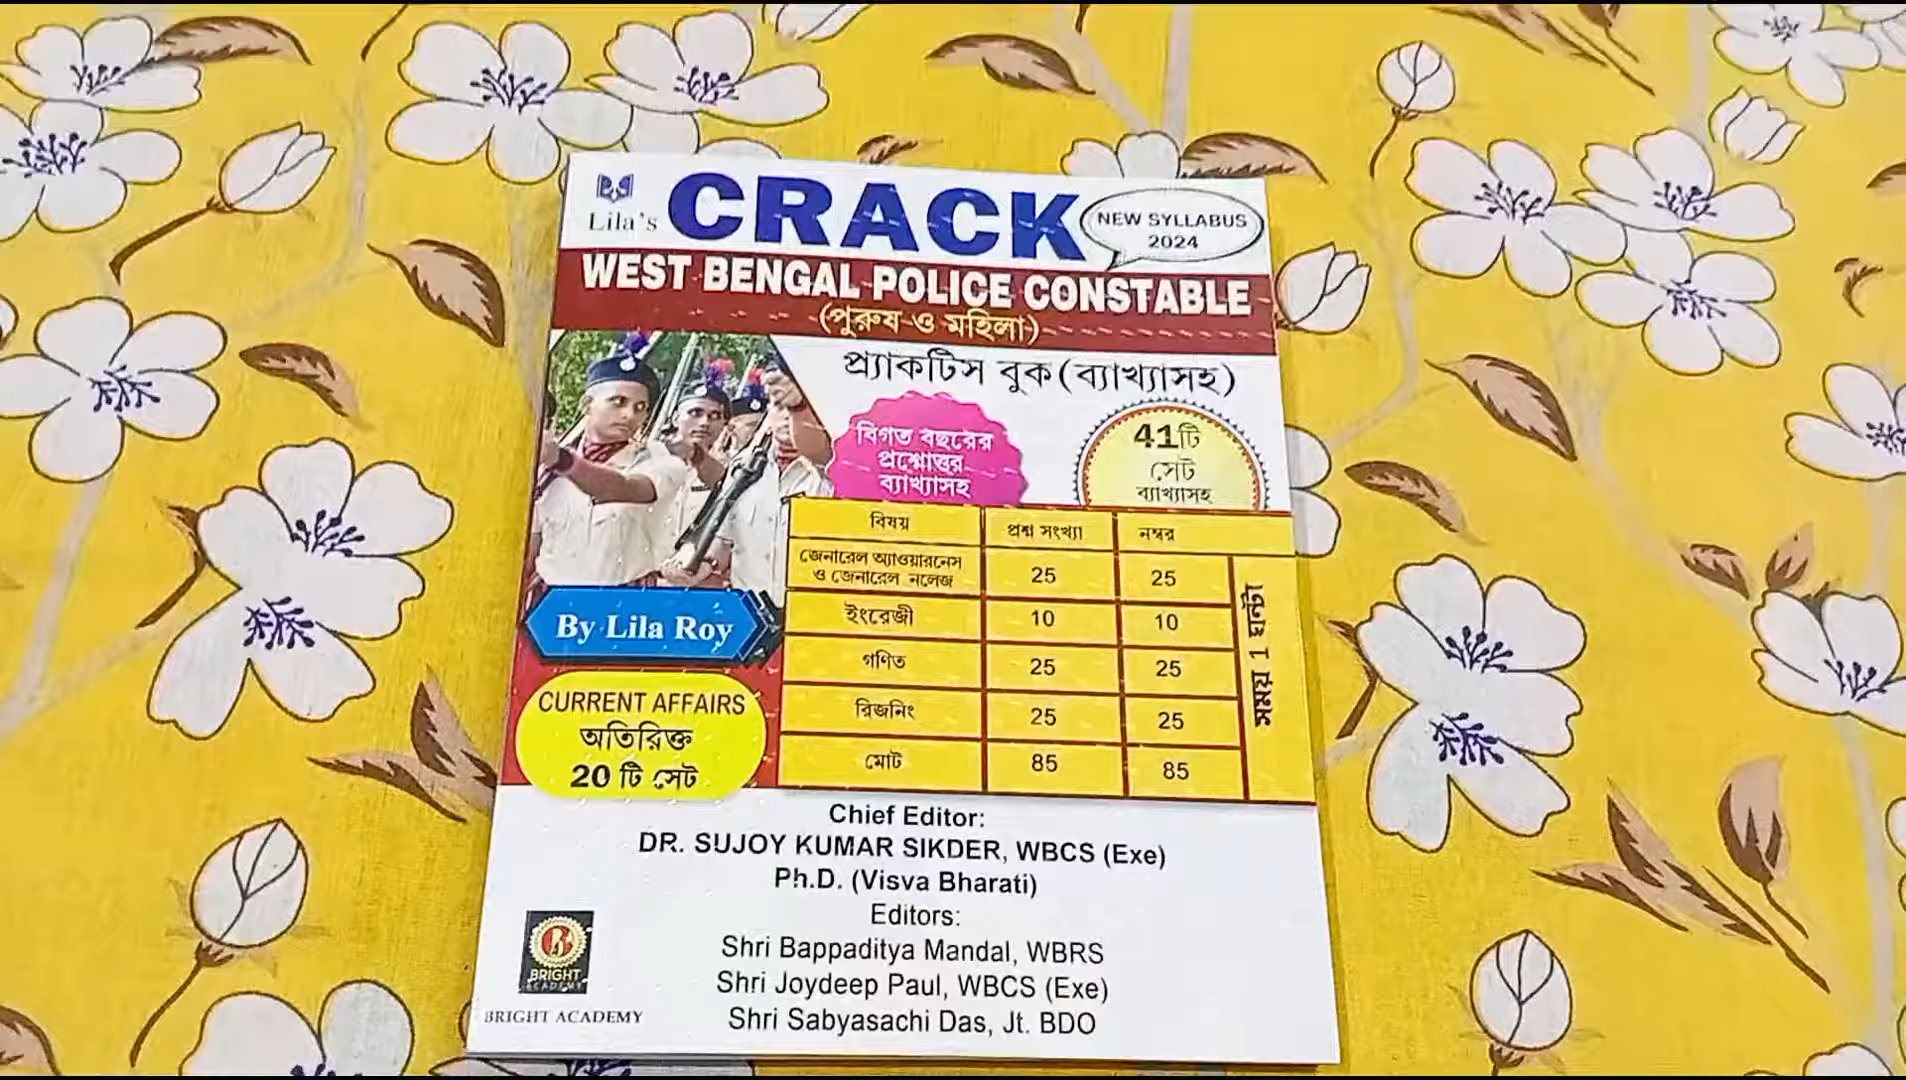 Lila's
CRACK
NEW SYLLABUS
2024
WEST BENGAL POLICE CONSTABLE
(পুরুষ ও মহিলা)
প্র্যাকটিস বুক (ব্যাখ্যাসহ)
বিগত বছরের
প্রশ্নোত্তর
ব্যাখ্যাসহ
41টি
সেট
ব্যাখ্যাসহ
বিষয় প্রশ্ন সংখ্যা নম্বর
জেনারেল অ্যাওয়ারনেস
ও জেনারেল নলেজ 25 25
ইংরেজী 10 10
গণিত 25 25
রিজনিং 25 25
মোট 85 85
সময় 1 ঘন্টা
By Lila Roy
CURRENT AFFAIRS
অতিরিক্ত
20 টি সেট
Chief Editor:
DR. SUJOY KUMAR SIKDER, WBCS (Exe)
Ph.D. (Visva Bharati)
Editors:
Shri Bappaditya Mandal, WBRS
Shri Joydeep Paul, WBCS (Exe)
Shri Sabyasachi Das, Jt. BDO
B
BRIGHT
ACADEMY
BRIGHT ACADEMY